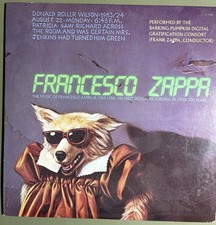 DONALD ROLLER WILSON: 1983/'24
AUGUST 22 - MONDAY: 6:48 P.M.
PATRICIA SAW RICHARD ACROSS
THE ROOM AND WAS CERTAIN MRS.
JENKINS HAD TURNED HIM GREEN
PERFORMED BY THE
BARKING PUMPKIN DIGITAL
GRATIFICATION CONSORT
(FRANK ZAPPA, CONDUCTOR)
FRANCESCO ZAPPA